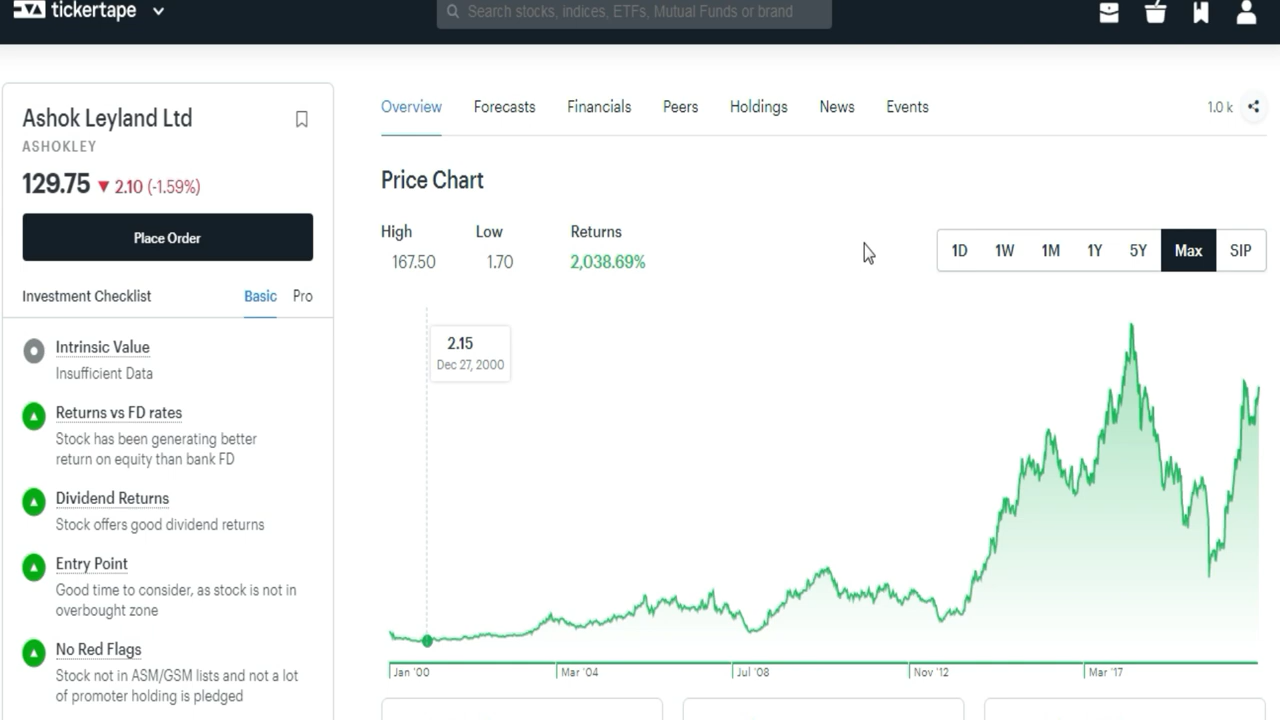 tickertape
Search stocks, indices, ETFs, Mutual Funds or brand
Ashok Leyland Ltd
ASHOKLEY
129.75 ▼ 2.10 (-1.59%)
Place Order
Investment Checklist Basic Pro
Intrinsic Value
Insufficient Data
Returns vs FD rates
Stock has been generating better
return on equity than bank FD
Dividend Returns
Stock offers good dividend returns
Entry Point
Good time to consider, as stock is not in
overbought zone
No Red Flags
Stock not in ASM/GSM lists and not a lot
of promoter holding is pledged
Overview Forecasts Financials Peers Holdings News Events
1.0 k
Price Chart
High Low Returns
167.50 1.70 2,038.69%
1D 1W 1M 1Y 5Y Max SIP
2.15
Dec 27, 2000
Jan '00 Mar '04 Jul '08 Nov '12 Mar '17